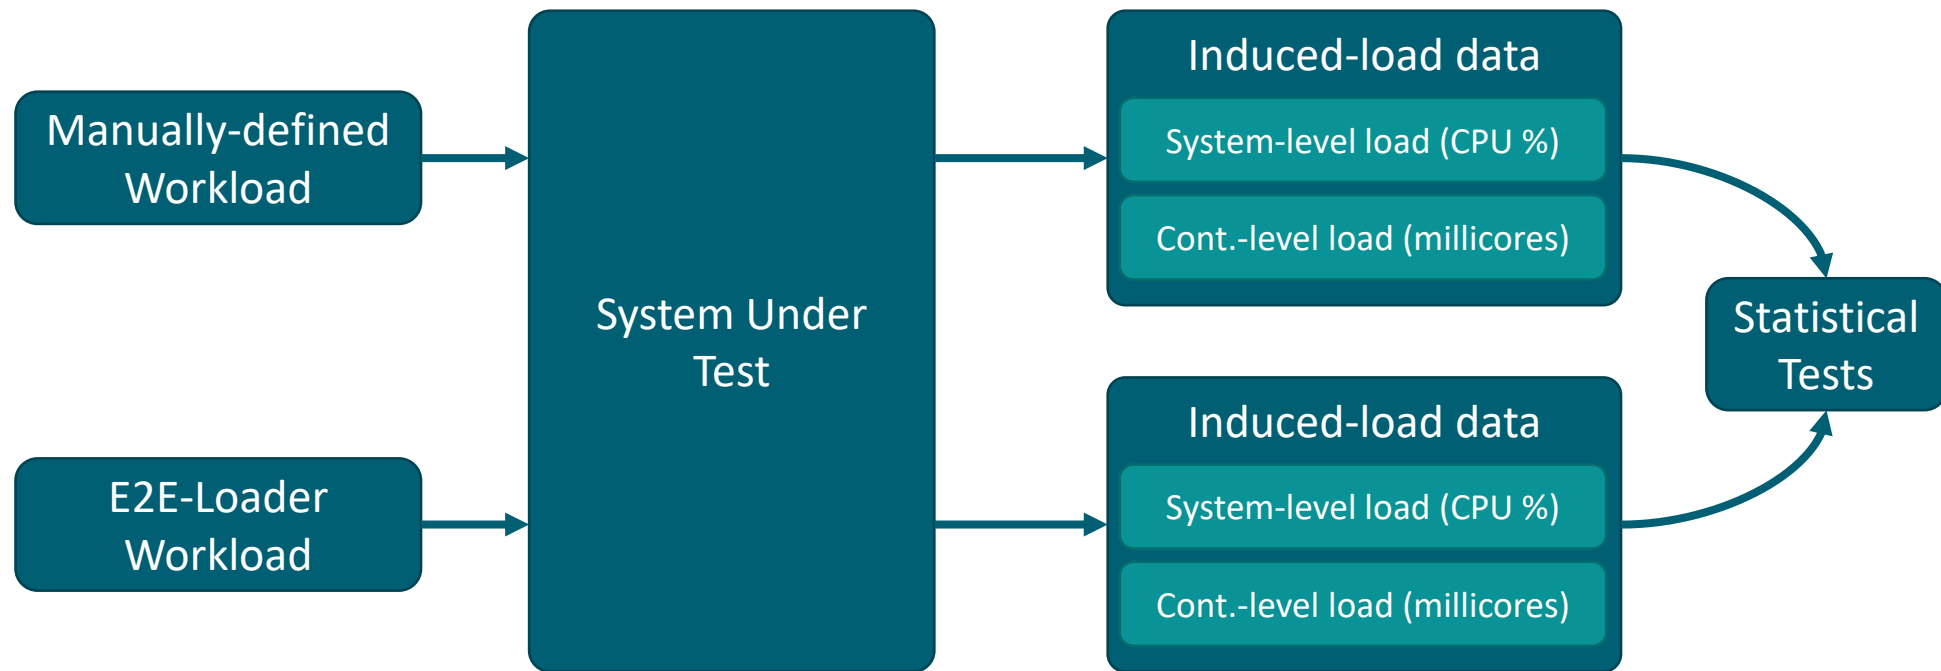 Manually-defined
Workload
E2E-Loader
Workload
System Under
Test
Induced-load data
System-level load (CPU %)
Cont.-level load (millicores)
Induced-load data
System-level load (CPU %)
Cont.-level load (millicores)
Statistical
Tests